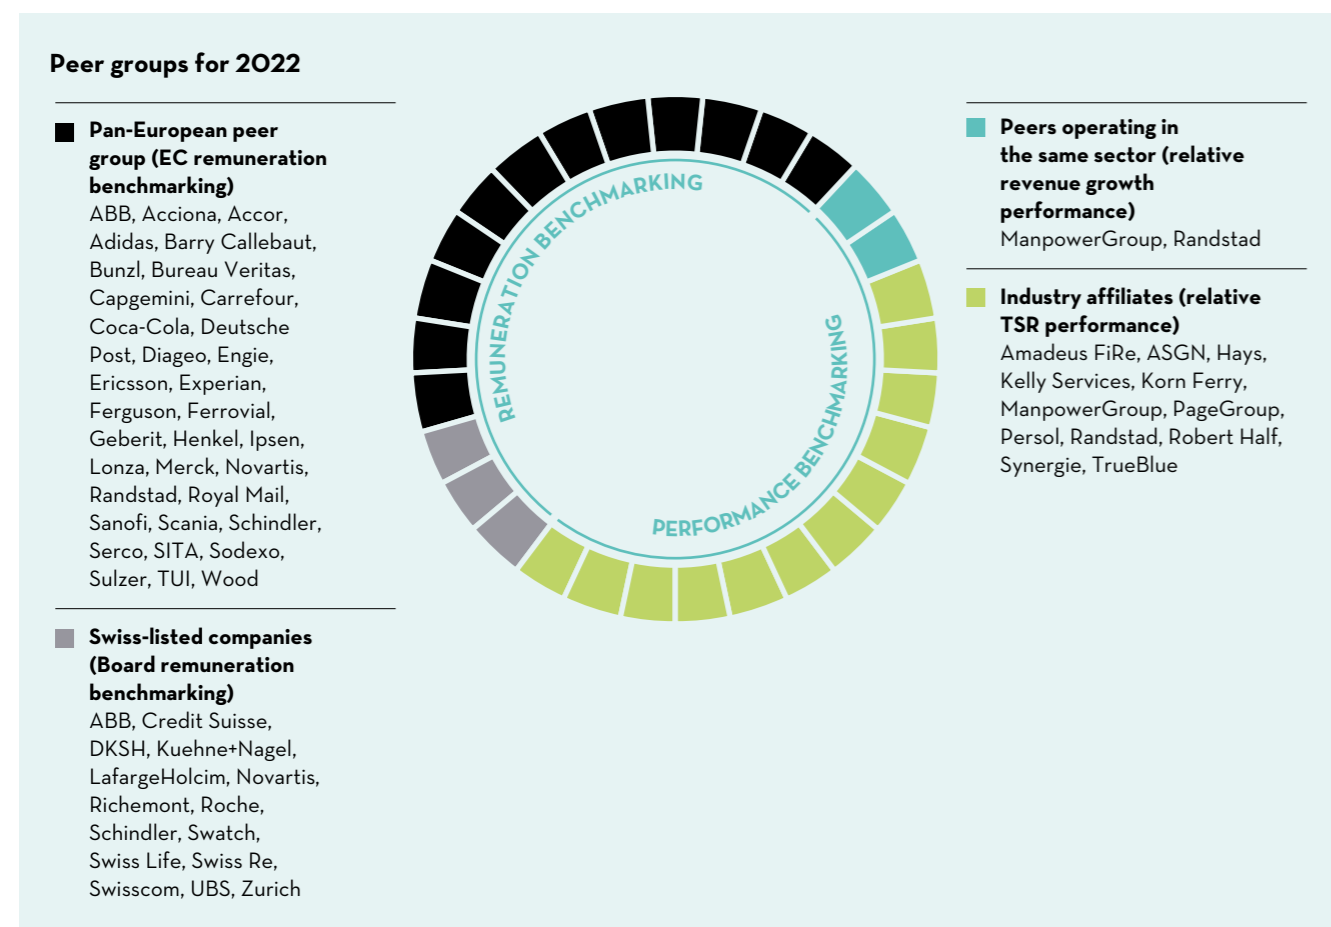 Peer groups for 2022
Pan-European peer
group (EC remuneration
benchmarking)
ABB, Acciona, Accor,
Adidas, Barry Callebaut,
Bunzl, Bureau Veritas,
Capgemini, Carrefour,
Coca-Cola, Deutsche
Post, Diageo, Engie,
Ericsson, Experian,
Ferguson, Ferrovial,
Geberit, Henkel, Ipsen,
Lonza, Merck, Novartis,
Randstad, Royal Mail,
Sanofi, Scania, Schindler,
Serco, SITA, Sodexo,
Sulzer, TUI, Wood
Swiss-listed companies
(Board remuneration
benchmarking)
ABB, Credit Suisse,
DKSH, Kuehne+Nagel,
LafargeHolcim, Novartis,
Richemont, Roche,
Schindler, Swatch,
Swiss Life, Swiss Re,
Swisscom, UBS, Zurich
REMUNERATION BENCHMARKING
PERFORMANCE BENCHMARKING
Peers operating in
the same sector (relative
revenue growth
performance)
ManpowerGroup, Randstad
Industry affiliates (relative
TSR performance)
Amadeus FiRe, ASGN, Hays,
Kelly Services, Korn Ferry,
ManpowerGroup, PageGroup,
Persol, Randstad, Robert Half,
Synergie, TrueBlue